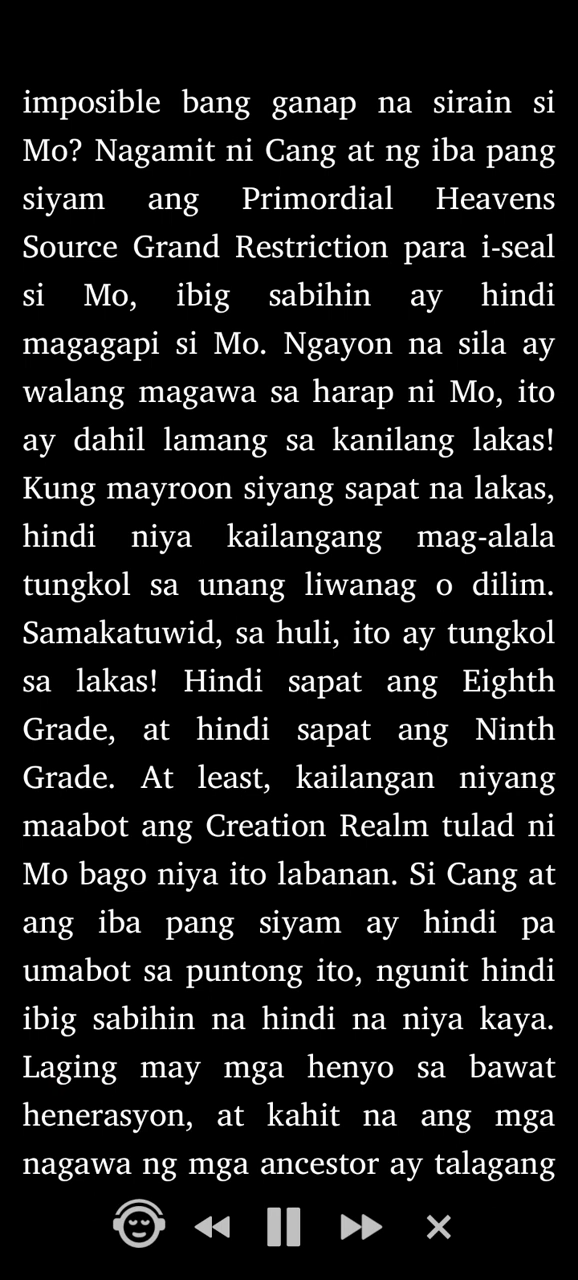 imposible bang ganap na sirain si
Mo? Nagamit ni Cang at ng iba pang
siyam ang Primordial Heavens
Source Grand Restriction para i-seal
si Mo, ibig sabihin ay hindi
magagapi si Mo. Ngayon na sila ay
walang magawa sa harap ni Mo, ito
ay dahil lamang sa kanilang lakas!
Kung mayroon siyang sapat na lakas,
hindi niya kailangang mag-alala
tungkol sa unang liwanag o dilim.
Samakatuwid, sa huli, ito ay tungkol
sa lakas! Hindi sapat ang Eighth
Grade, at hindi sapat ang Ninth
Grade. At least, kailangan niyang
maabot ang Creation Realm tulad ni
Mo bago niya ito labanan. Si Cang at
ang iba pang siyam ay hindi pa
umabot sa puntong ito, ngunit hindi
ibig sabihin na hindi na niya kaya.
Laging may mga henyo sa bawat
henerasyon, at kahit na ang mga
nagawa ng mga ancestor ay talagang